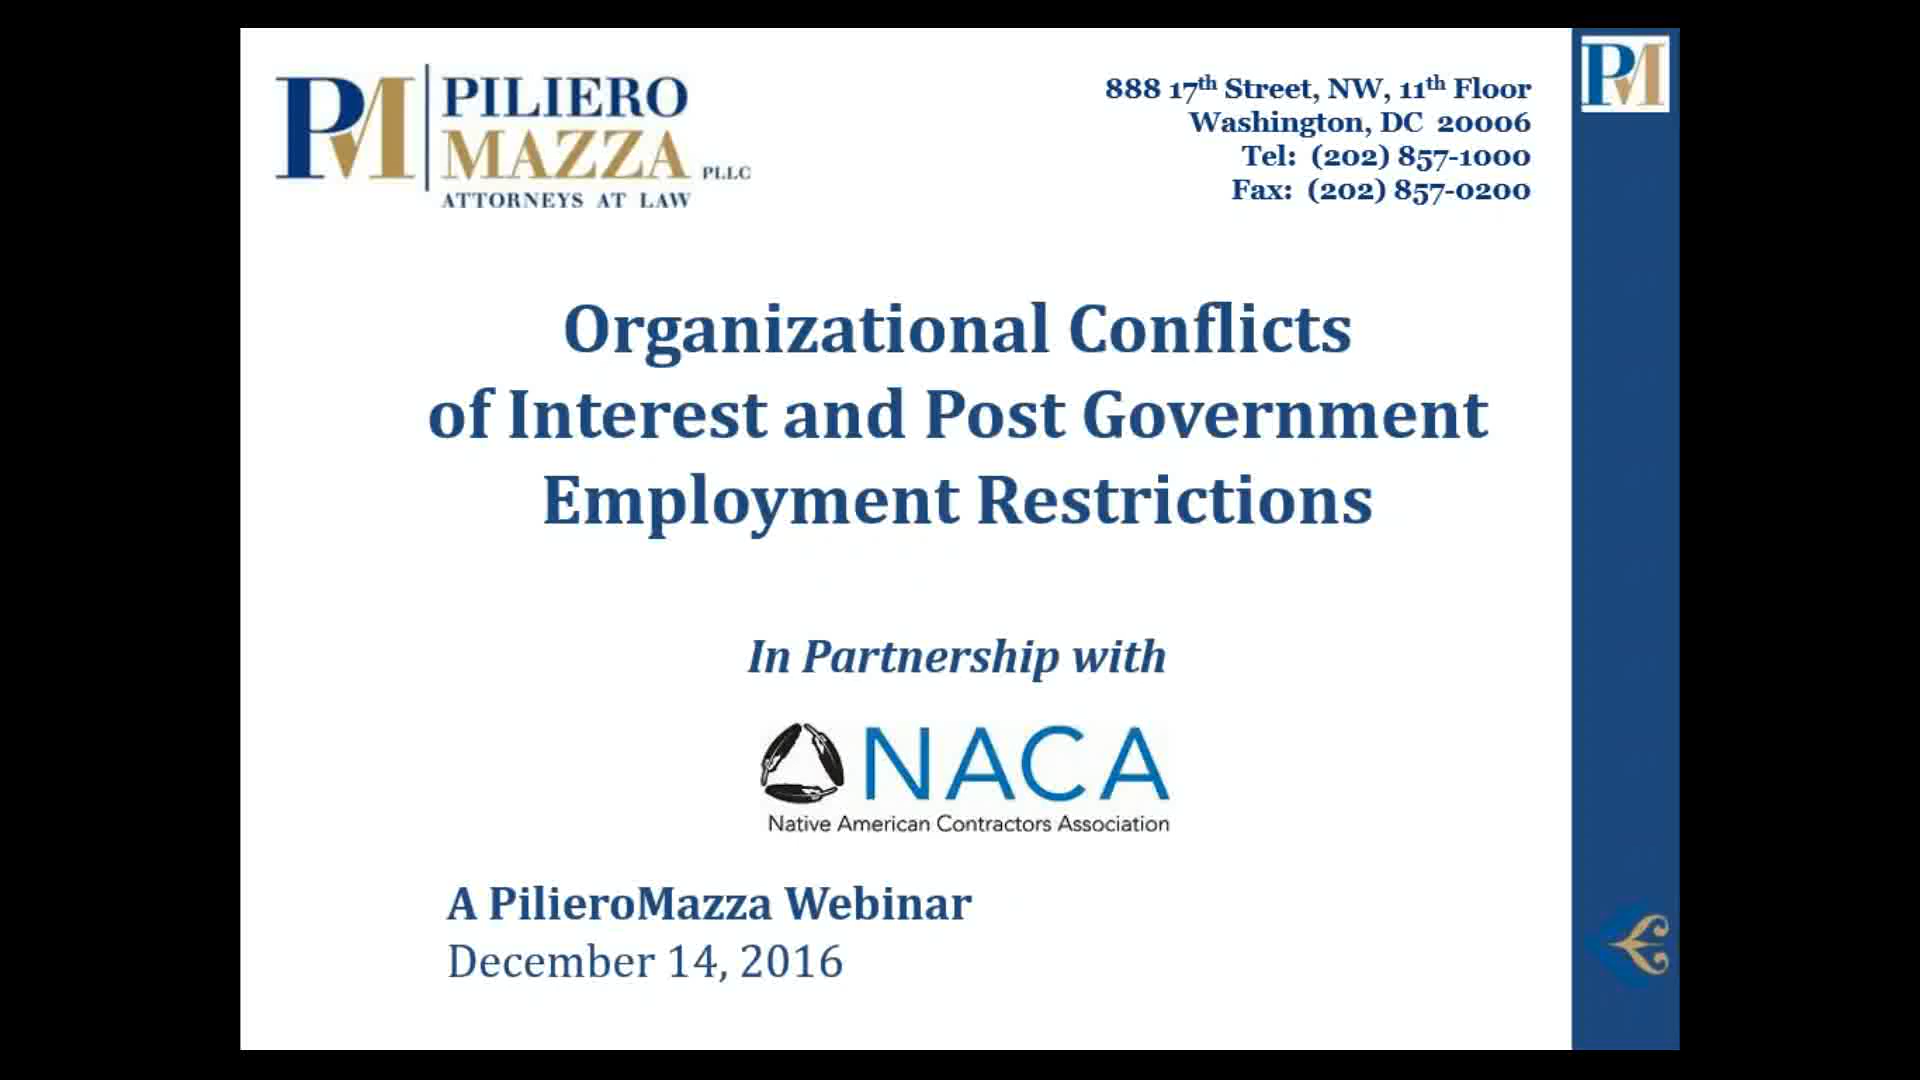 PM PILIERO
MAZZA PLLC
ATTORNEYS AT LAW
888 17th Street, NW, 11th Floor
Washington, DC 20006
Tel: (202) 857-1000
Fax: (202) 857-0200
PM
Organizational Conflicts
of Interest and Post Government
Employment Restrictions
In Partnership with
NACA
Native American Contractors Association
A PilieroMazza Webinar
December 14, 2016